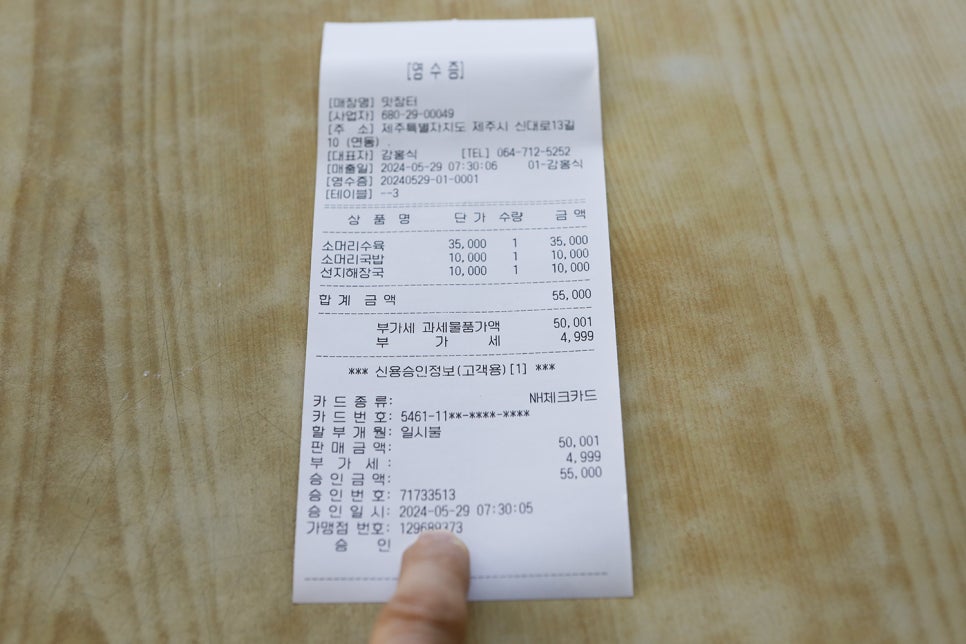 [영 수 증]
[매장명] 맛장터
[사업자] 680-29-00049
[주 소] 제주특별자치도 제주시 신대로13길
10 (연동) .
[대표자] 강홍식 [TEL] 064-712-5252
[매출일] 2024-05-29 07:30:06 01-강홍식
[영수증] 20240529-01-0001
[테이블] --3
상 품 명 단 가 수량 금 액
소머리수육 35,000 1 35,000
소머리국밥 10,000 1 10,000
선지해장국 10,000 1 10,000
합 계 금 액 55,000
부가세 과세물품가액 50,001
부 가 세 4,999
*** 신용승인정보(고객용)[1] ***
카 드 종 류: NH체크카드
카 드 번 호: 5461-11**-****-****
할 부 개 월: 일시불
판 매 금 액: 50,001
부 가 세 : 4,999
승 인 금 액: 55,000
승 인 번 호: 71733513
승 인 일 시: 2024-05-29 07:30:05
가맹점 번호: 129689373
승 인